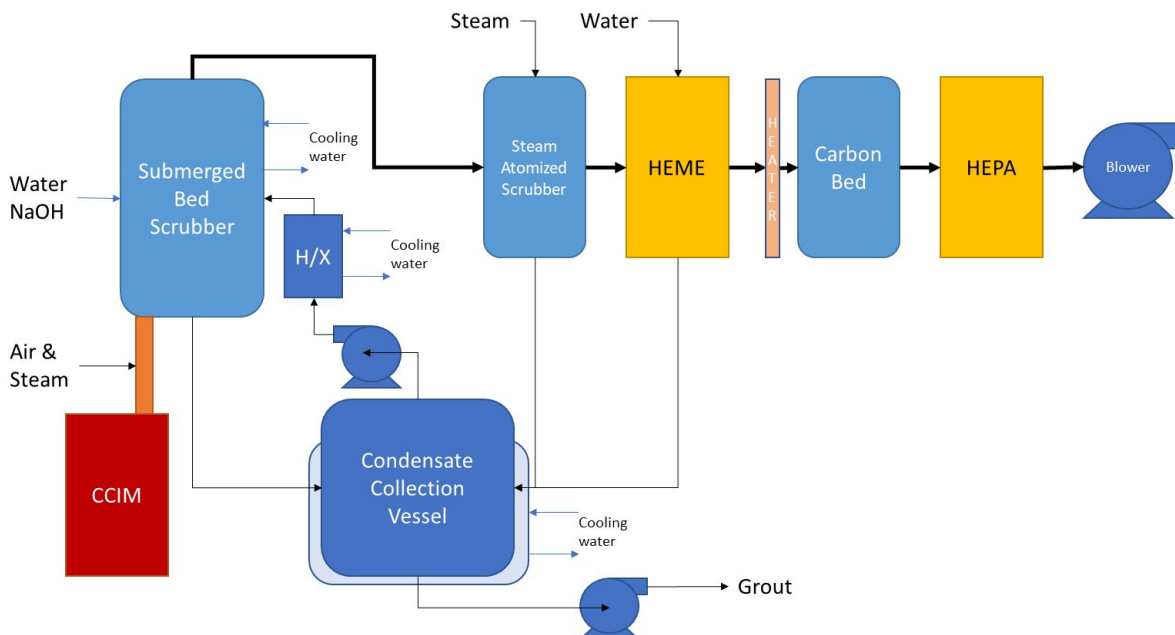 Steam
Water
Cooling
water
Submerged
Bed
Scrubber
Water
NaOH
Steam
Atomized
Scrubber
HEME
HEATER
Carbon
Bed
HEPA
Blower
H/X
Cooling
water
Air &
Steam
CCIM
Condensate
Collection
Vessel
Cooling
water
Grout